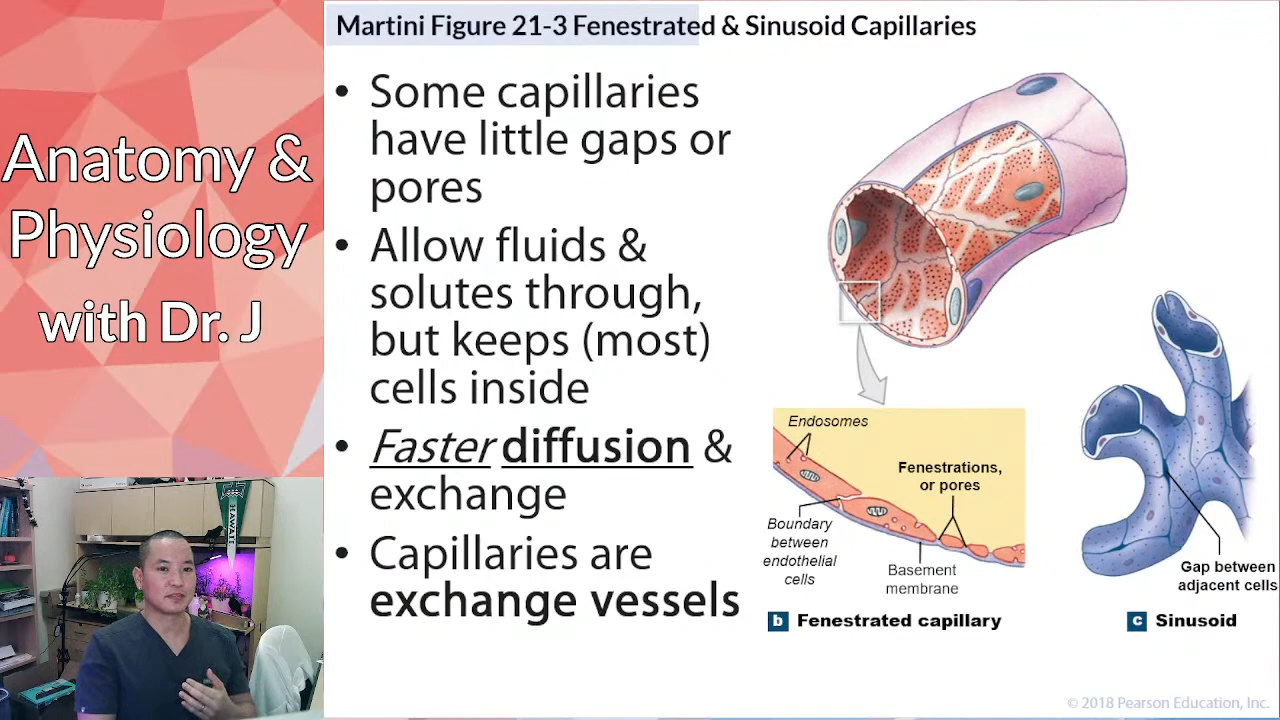 Martini Figure 21-3 Fenestrated & Sinusoid Capillaries
Anatomy &
Physiology
with Dr. J
• Some capillaries
have little gaps or
pores
• Allow fluids &
solutes through,
but keeps (most)
cells inside
• Faster diffusion &
exchange
• Capillaries are
exchange vessels
Endosomes
Fenestrations,
or pores
Boundary
between
endothelial
cells
Basement
membrane
b Fenestrated capillary
Gap between
adjacent cells
c Sinusoid
HAWAII
© 2018 Pearson Education, Inc.